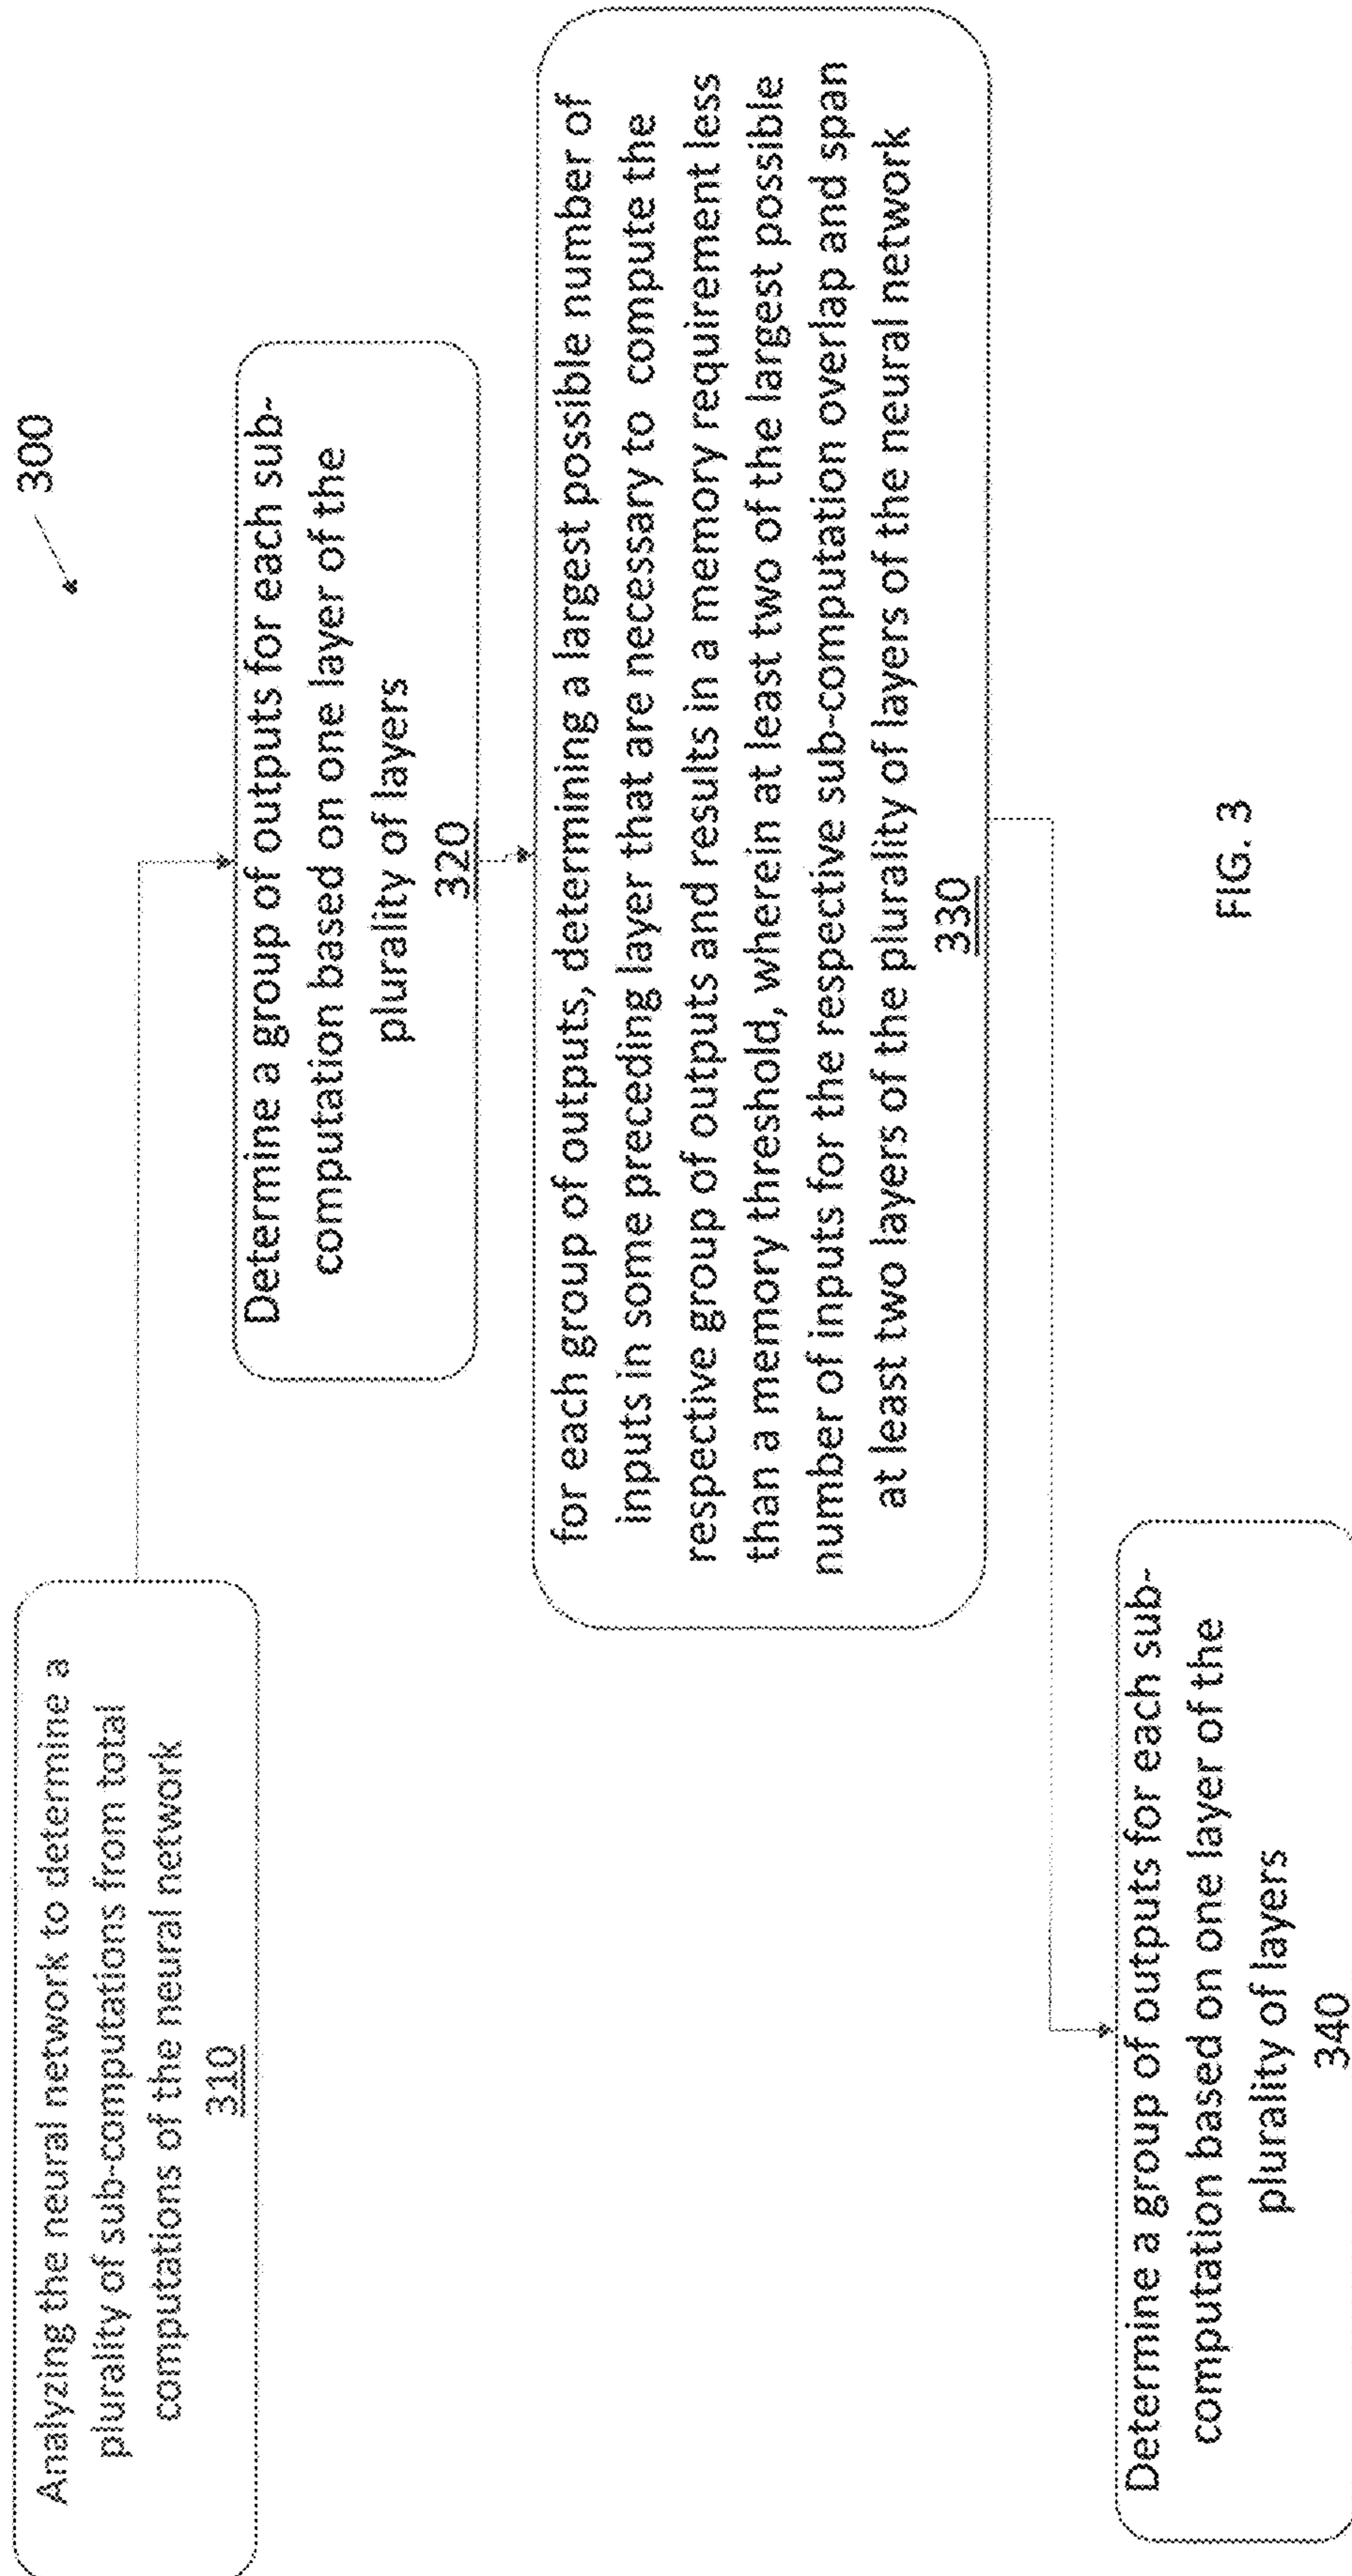 300
Analyzing the neural network to determine a
plurality of sub-computations from total
computations of the neural network
310
Determine a group of outputs for each sub-
computation based on one layer of the
plurality of layers
320
for each group of outputs, determining a largest possible number of
inputs in some preceding layer that are necessary to compute the
respective group of outputs and results in a memory requirement less
than a memory threshold, wherein at least two of the largest possible
number of inputs for the respective sub-computation overlap and span
at least two layers of the plurality of layers of the neural network
330
Determine a group of outputs for each sub-
computation based on one layer of the
plurality of layers
340
FIG. 3